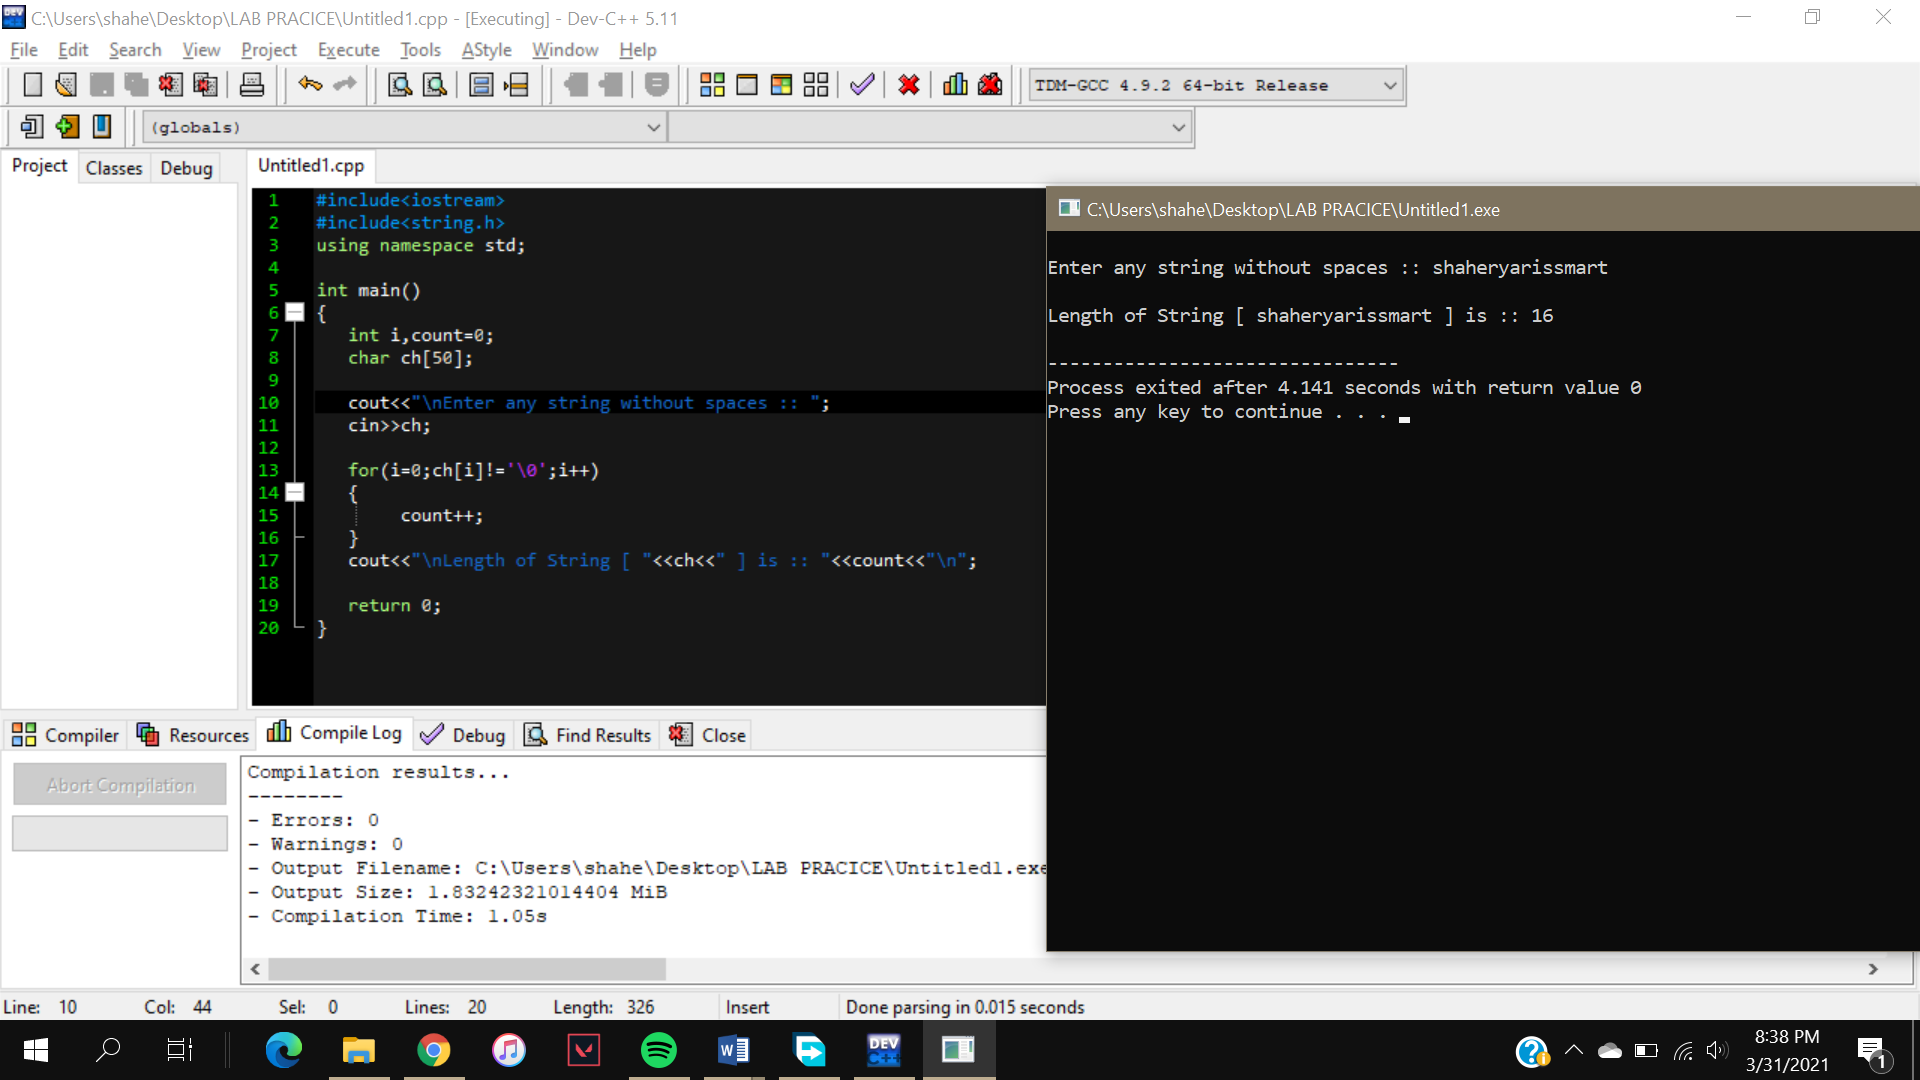 C:\Users\shahe\Desktop\LAB PRACICE\Untitled1.cpp - [Executing] - Dev-C++ 5.11
File Edit Search View Project Execute Tools AStyle Window Help
TDM-GCC 4.9.2 64-bit Release
(globals)
Project Classes Debug
Untitled1.cpp
1 #include<iostream>
2 #include<string.h>
3 using namespace std;
4
5 int main()
6 {
7 int i,count=0;
8 char ch[50];
9
10 cout<<"\nEnter any string without spaces :: ";
11 cin>>ch;
12
13 for(i=0;ch[i]!='\0';i++)
14 {
15 count++;
16 }
17 cout<<"\nLength of String [ "<<ch<<" ] is :: "<<count<<"\n";
18
19 return 0;
20 }
C:\Users\shahe\Desktop\LAB PRACICE\Untitled1.exe
Enter any string without spaces :: shaheryarissmart
Length of String [ shaheryarissmart ] is :: 16
--------------------------------
Process exited after 4.141 seconds with return value 0
Press any key to continue . . .
Compiler Resources Compile Log Debug Find Results Close
Abort Compilation
Compilation results...
--------
- Errors: 0
- Warnings: 0
- Output Filename: C:\Users\shahe\Desktop\LAB PRACICE\Untitled1.exe
- Output Size: 1.83242321014404 MiB
- Compilation Time: 1.05s
Line: 10 Col: 44 Sel: 0 Lines: 20 Length: 326 Insert Done parsing in 0.015 seconds
DEV C++
8:38 PM
3/31/2021
1